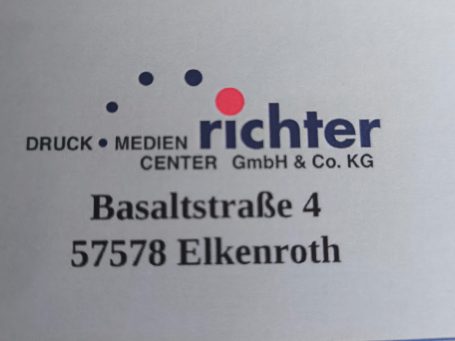 DRUCK • MEDIEN richter
CENTER GmbH & Co. KG
Basaltstraße 4
57578 Elkenroth